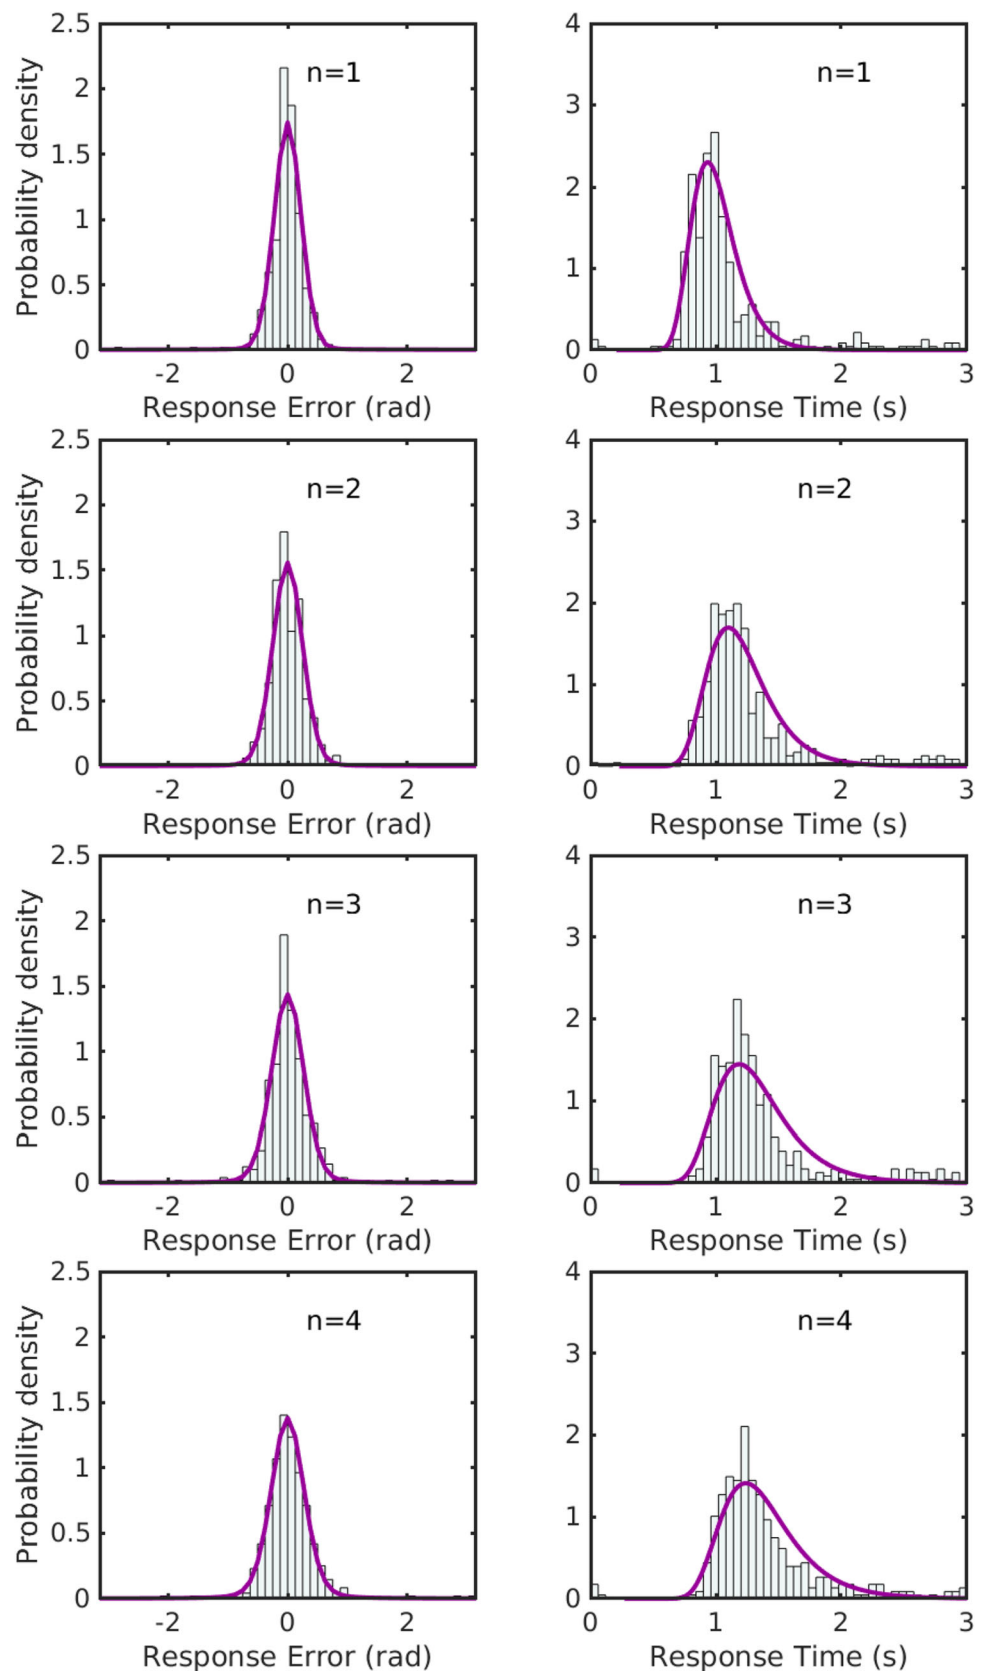 2.5
2
1.5
1
0.5
0
Probability density
n=1
-2 0 2
Response Error (rad)
4
3
2
1
0
n=1
0 1 2 3
Response Time (s)
2.5
2
1.5
1
0.5
0
Probability density
n=2
-2 0 2
Response Error (rad)
4
3
2
1
0
n=2
0 1 2 3
Response Time (s)
2.5
2
1.5
1
0.5
0
Probability density
n=3
-2 0 2
Response Error (rad)
4
3
2
1
0
n=3
0 1 2 3
Response Time (s)
2.5
2
1.5
1
0.5
0
Probability density
n=4
-2 0 2
Response Error (rad)
4
3
2
1
0
n=4
0 1 2 3
Response Time (s)